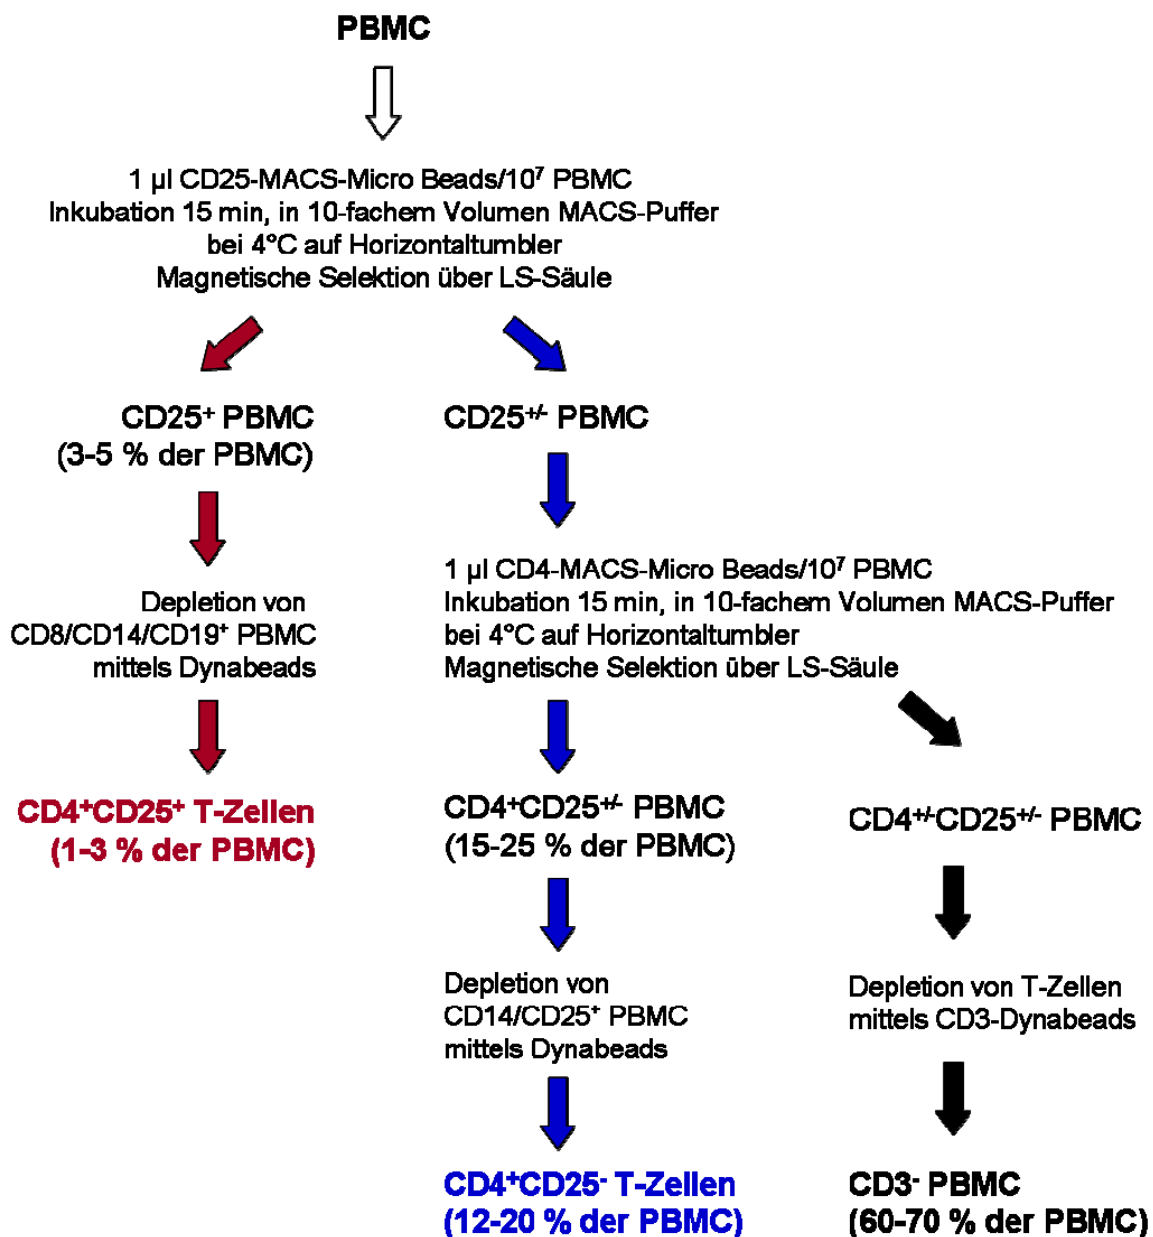 PBMC
1 µl CD25-MACS-Micro Beads/10⁷ PBMC
Inkubation 15 min, in 10-fachem Volumen MACS-Puffer
bei 4°C auf Horizontaltumbler
Magnetische Selektion über LS-Säule
CD25⁺ PBMC
(3-5 % der PBMC)
CD25⁺/⁻ PBMC
Depletion von
CD8/CD14/CD19⁺ PBMC
mittels Dynabeads
1 µl CD4-MACS-Micro Beads/10⁷ PBMC
Inkubation 15 min, in 10-fachem Volumen MACS-Puffer
bei 4°C auf Horizontaltumbler
Magnetische Selektion über LS-Säule
CD4⁺CD25⁺ T-Zellen
(1-3 % der PBMC)
CD4⁺CD25⁺/⁻ PBMC
(15-25 % der PBMC)
CD4⁺/⁻CD25⁺/⁻ PBMC
Depletion von
CD14/CD25⁺ PBMC
mittels Dynabeads
Depletion von T-Zellen
mittels CD3-Dynabeads
CD4⁺CD25⁻ T-Zellen
(12-20 % der PBMC)
CD3⁻ PBMC
(60-70 % der PBMC)